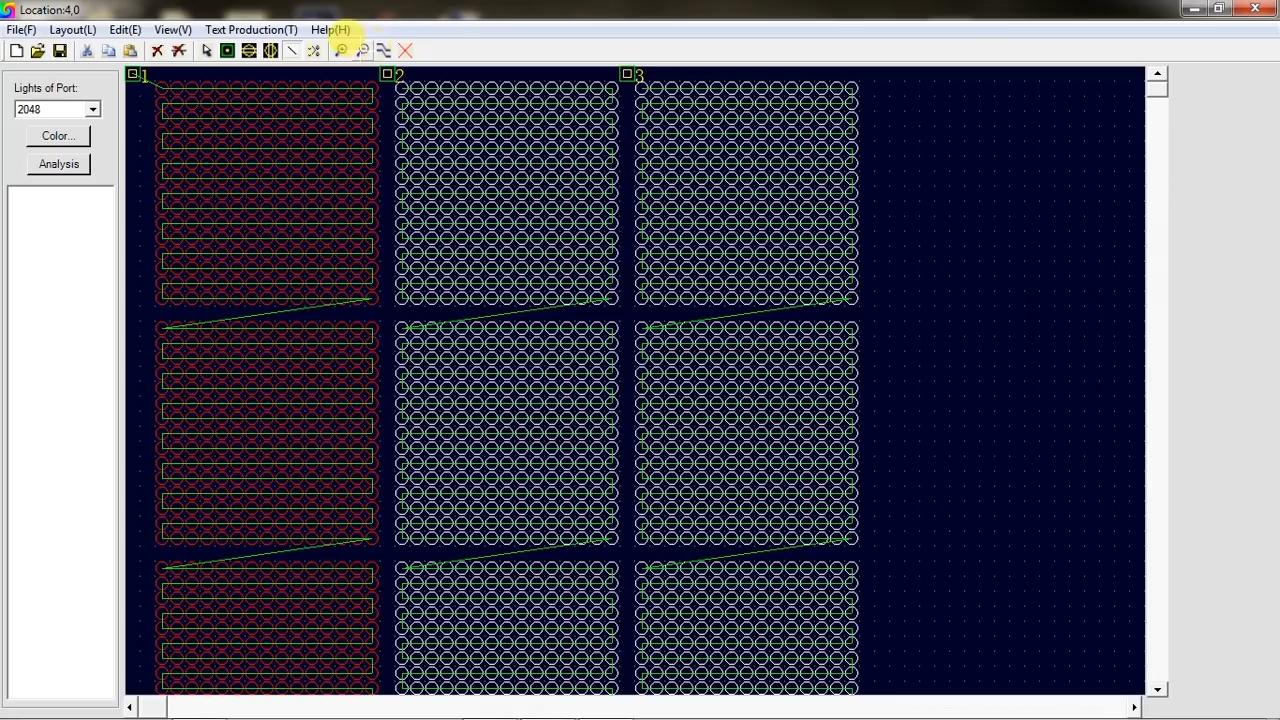 Location:4,0
File(F) Layout(L) Edit(E) View(V) Text Production(T) Help(H)
Lights of Port:
2048
Color...
Analysis
1 2 3